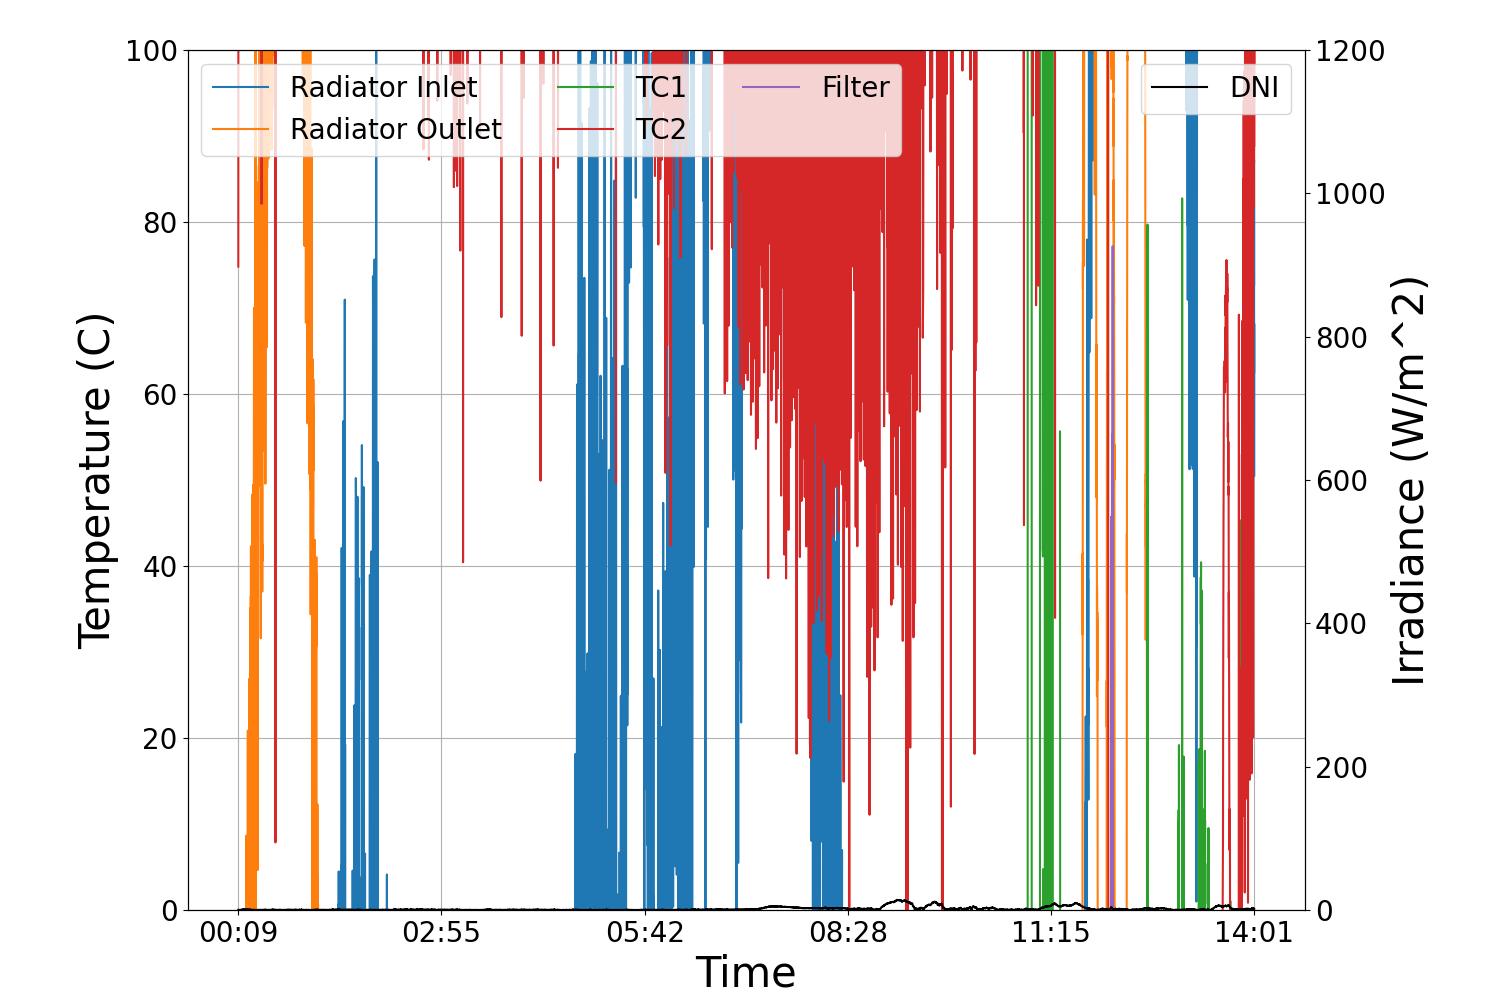 100
80
60
40
20
0
Temperature (C)
Radiator Inlet
Radiator Outlet
TC1
TC2
Filter
DNI
1200
1000
800
600
400
200
0
Irradiance (W/m^2)
00:09
02:55
05:42
08:28
11:15
14:01
Time